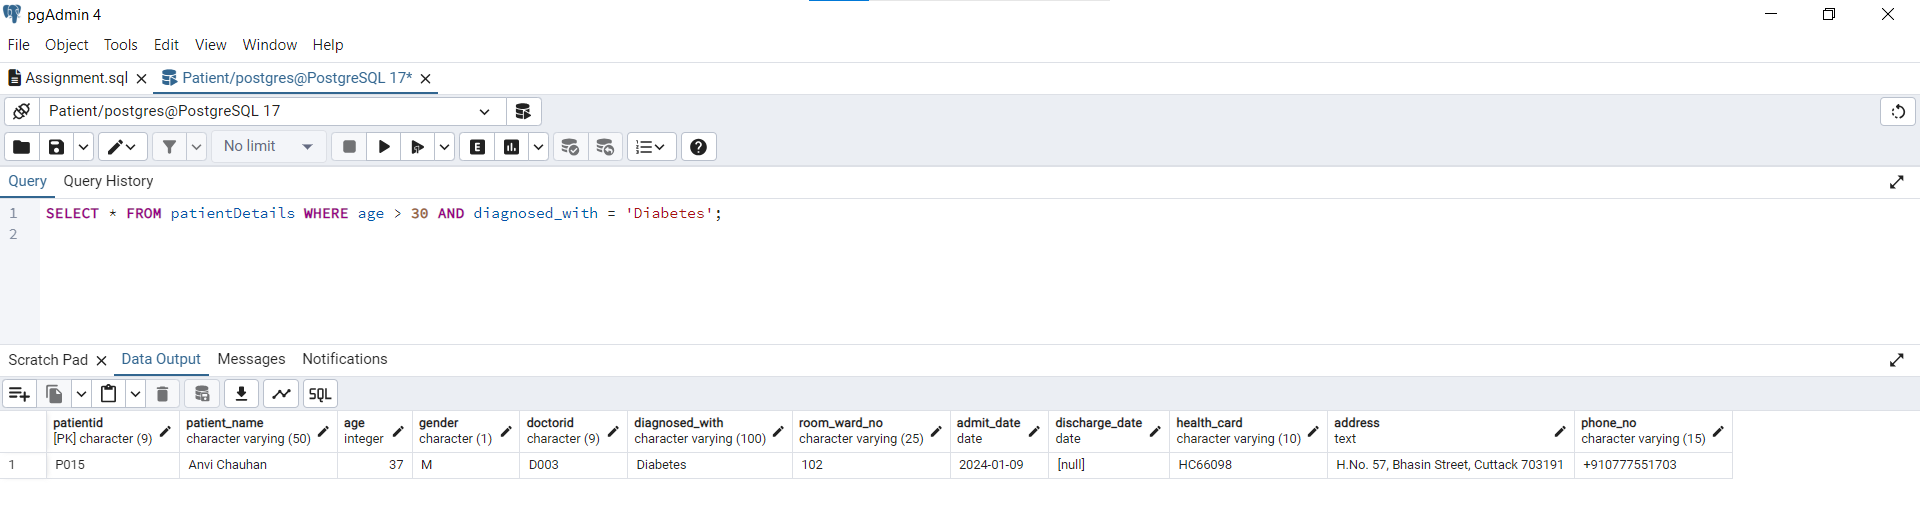 pgAdmin 4
File Object Tools Edit View Window Help
Assignment.sql Patient/postgres@PostgreSQL 17*
Patient/postgres@PostgreSQL 17
No limit
Query Query History
1 SELECT * FROM patientDetails WHERE age > 30 AND diagnosed_with = 'Diabetes';
2
Scratch Pad Data Output Messages Notifications
SQL
patientid patient_name age gender doctorid diagnosed_with room_ward_no admit_date discharge_date health_card address phone_no
[PK] character (9) character varying (50) integer character (1) character (9) character varying (100) character varying (25) date date character varying (10) text character varying (15)
1 P015 Anvi Chauhan 37 M D003 Diabetes 102 2024-01-09 [null] HC66098 H.No. 57, Bhasin Street, Cuttack 703191 +910777551703